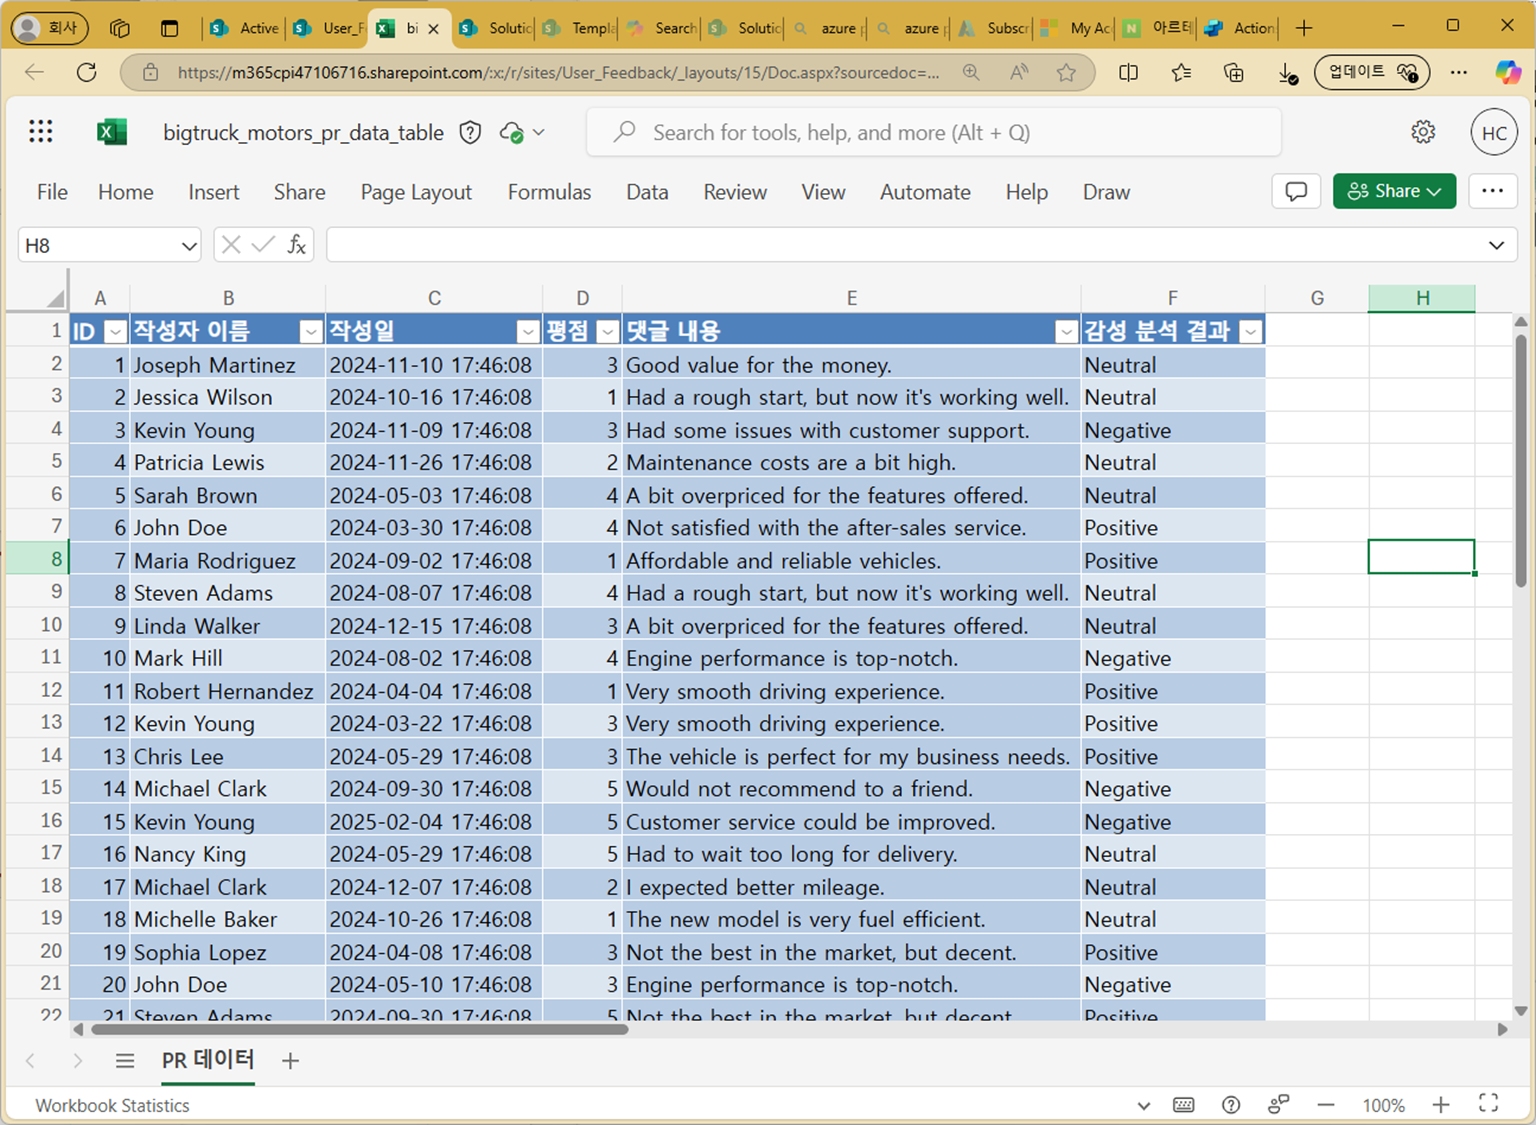 회사 Active User_F bi Solutic Templa Search Solutic azure azure Subscr My Ac 아르테 Action
https://m365cpi47106716.sharepoint.com/:x:/r/sites/User_Feedback/_layouts/15/Doc.aspx?sourcedoc=... 업데이트
bigtruck_motors_pr_data_table Search for tools, help, and more (Alt + Q) HC
File Home Insert Share Page Layout Formulas Data Review View Automate Help Draw Share
H8 fx
A B C D E F G H
1 ID 작성자 이름 작성일 평점 댓글 내용 감성 분석 결과
2 1 Joseph Martinez 2024-11-10 17:46:08 3 Good value for the money. Neutral
3 2 Jessica Wilson 2024-10-16 17:46:08 1 Had a rough start, but now it's working well. Neutral
4 3 Kevin Young 2024-11-09 17:46:08 3 Had some issues with customer support. Negative
5 4 Patricia Lewis 2024-11-26 17:46:08 2 Maintenance costs are a bit high. Neutral
6 5 Sarah Brown 2024-05-03 17:46:08 4 A bit overpriced for the features offered. Neutral
7 6 John Doe 2024-03-30 17:46:08 4 Not satisfied with the after-sales service. Positive
8 7 Maria Rodriguez 2024-09-02 17:46:08 1 Affordable and reliable vehicles. Positive
9 8 Steven Adams 2024-08-07 17:46:08 4 Had a rough start, but now it's working well. Neutral
10 9 Linda Walker 2024-12-15 17:46:08 3 A bit overpriced for the features offered. Neutral
11 10 Mark Hill 2024-08-02 17:46:08 4 Engine performance is top-notch. Negative
12 11 Robert Hernandez 2024-04-04 17:46:08 1 Very smooth driving experience. Positive
13 12 Kevin Young 2024-03-22 17:46:08 3 Very smooth driving experience. Positive
14 13 Chris Lee 2024-05-29 17:46:08 3 The vehicle is perfect for my business needs. Positive
15 14 Michael Clark 2024-09-30 17:46:08 5 Would not recommend to a friend. Negative
16 15 Kevin Young 2025-02-04 17:46:08 5 Customer service could be improved. Negative
17 16 Nancy King 2024-05-29 17:46:08 5 Had to wait too long for delivery. Neutral
18 17 Michael Clark 2024-12-07 17:46:08 2 I expected better mileage. Neutral
19 18 Michelle Baker 2024-10-26 17:46:08 1 The new model is very fuel efficient. Neutral
20 19 Sophia Lopez 2024-04-08 17:46:08 3 Not the best in the market, but decent. Positive
21 20 John Doe 2024-05-10 17:46:08 3 Engine performance is top-notch. Negative
22 21 Steven Adams 2024-09-30 17:46:08 5 Not the best in the market, but decent. Positive
PR 데이터
Workbook Statistics 100%